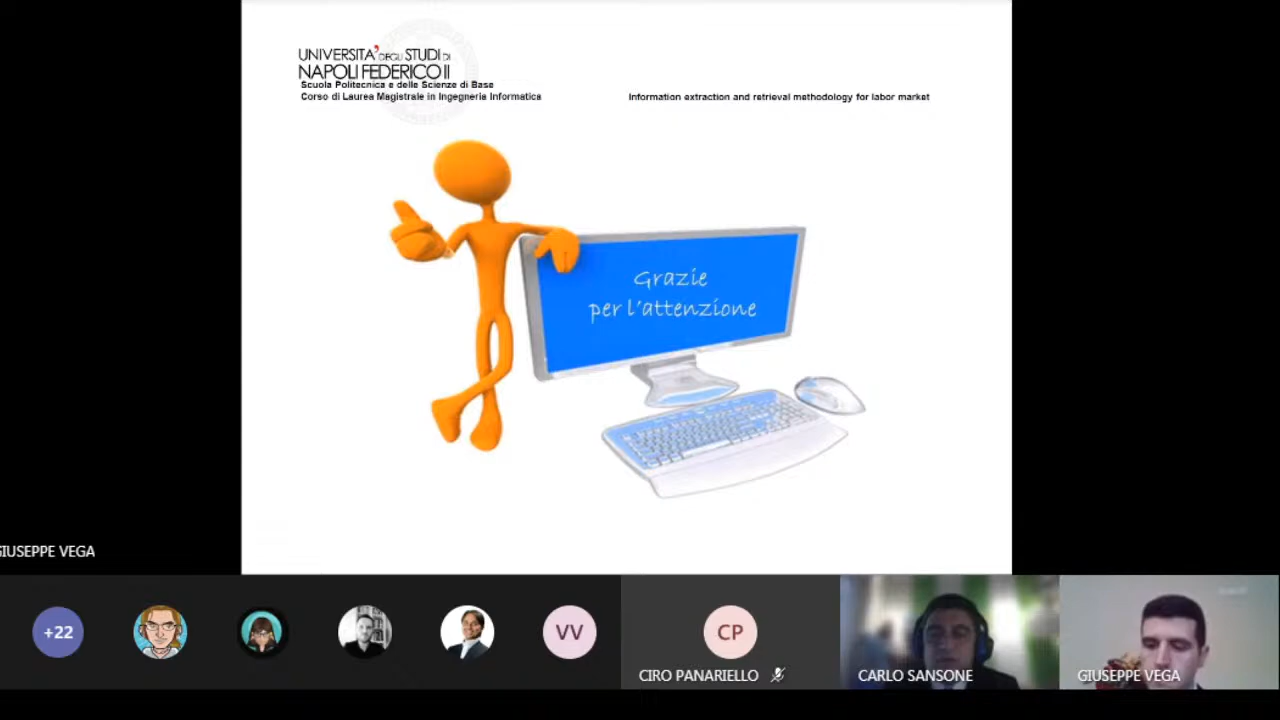 UNIVERSITA' DEGLI STUDI DI
NAPOLI FEDERICO II
Scuola Politecnica e delle Scienze di Base
Corso di Laurea Magistrale in Ingegneria Informatica
Information extraction and retrieval methodology for labor market
Grazie
per l'attenzione
GIUSEPPE VEGA
+22
VV
CP
CIRO PANARIELLO
CARLO SANSONE
GIUSEPPE VEGA